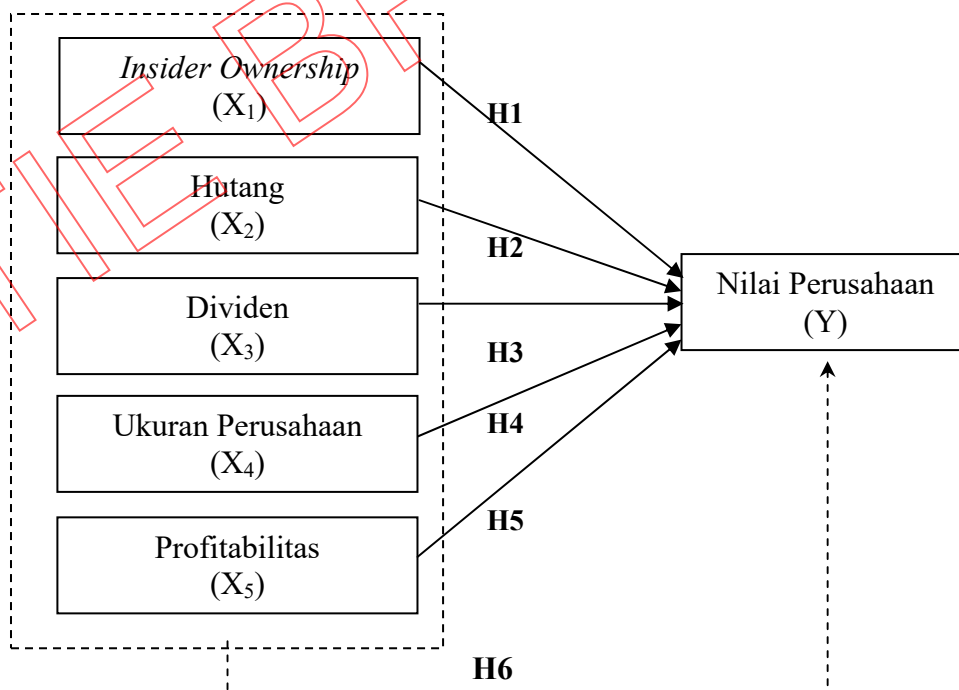 Insider Ownership
(X₁)
H1
Hutang
(X₂)
H2
Nilai Perusahaan
(Y)
Dividen
(X₃)
H3
Ukuran Perusahaan
(X₄)
H4
Profitabilitas
(X₅)
H5
H6